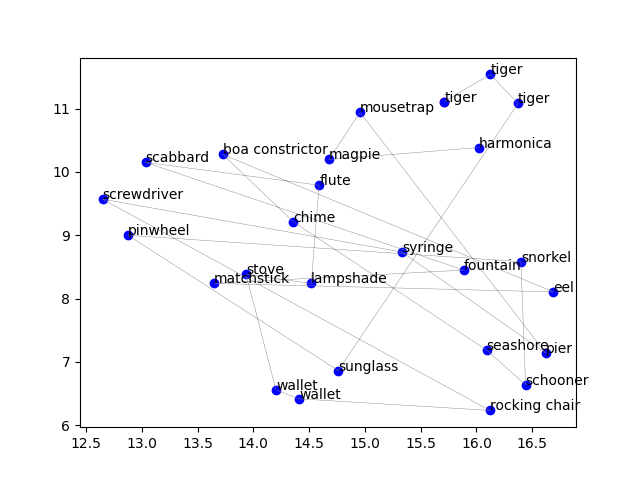 tiger
tiger
tiger
mousetrap
harmonica
boa constrictor
magpie
scabbard
flute
screwdriver
chime
pinwheel
syringe
snorkel
fountain
stove
matchstick
lampshade
eel
seashore
pier
sunglass
schooner
wallet
wallet
rocking chair
11
10
9
8
7
6
12.5 13.0 13.5 14.0 14.5 15.0 15.5 16.0 16.5